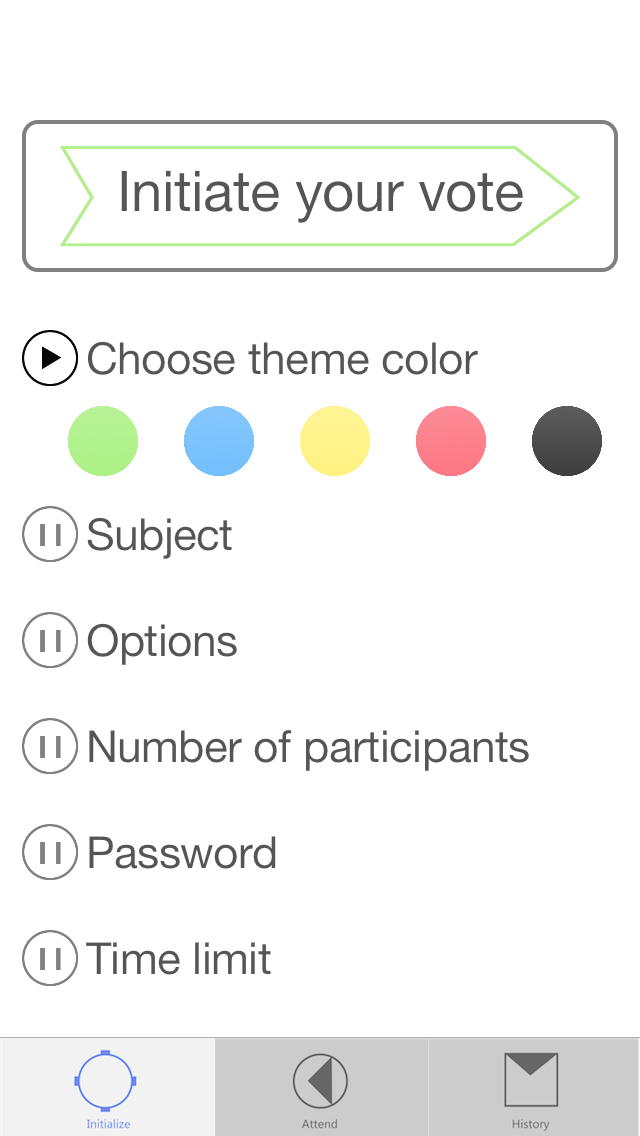 Initiate your vote
Choose theme color
Subject
Options
Number of participants
Password
Time limit
Initialize
Attend
History